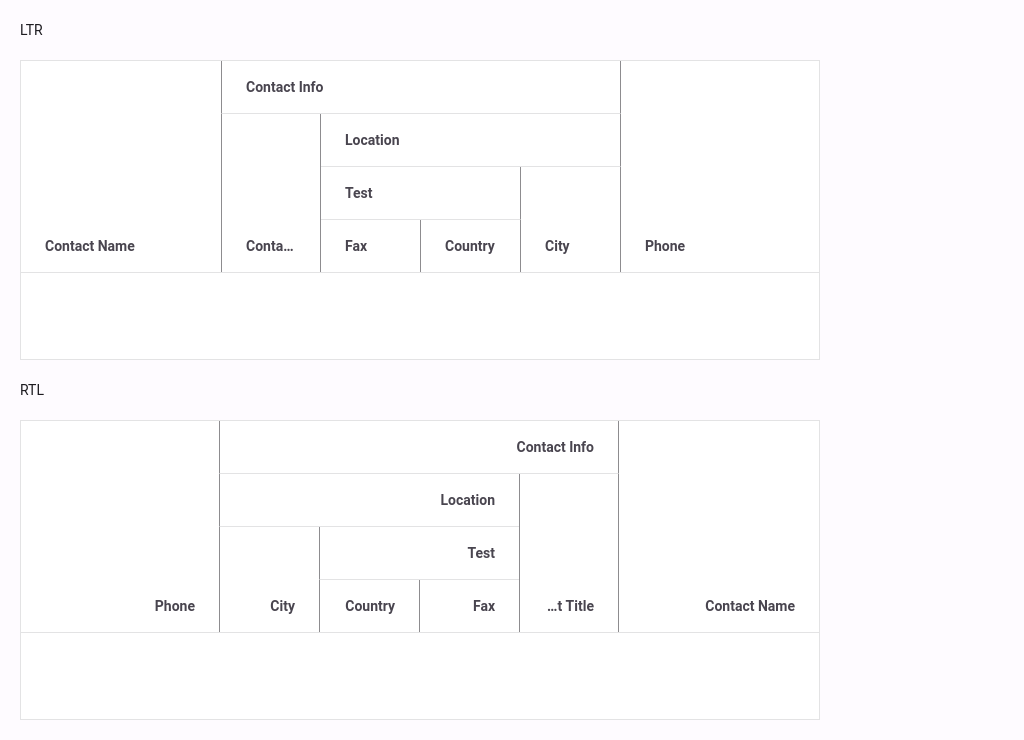 LTR
Contact Info
Location
Test
Contact Name Conta... Fax Country City Phone
RTL
Contact Info
Location
Test
Phone City Country Fax ...t Title Contact Name